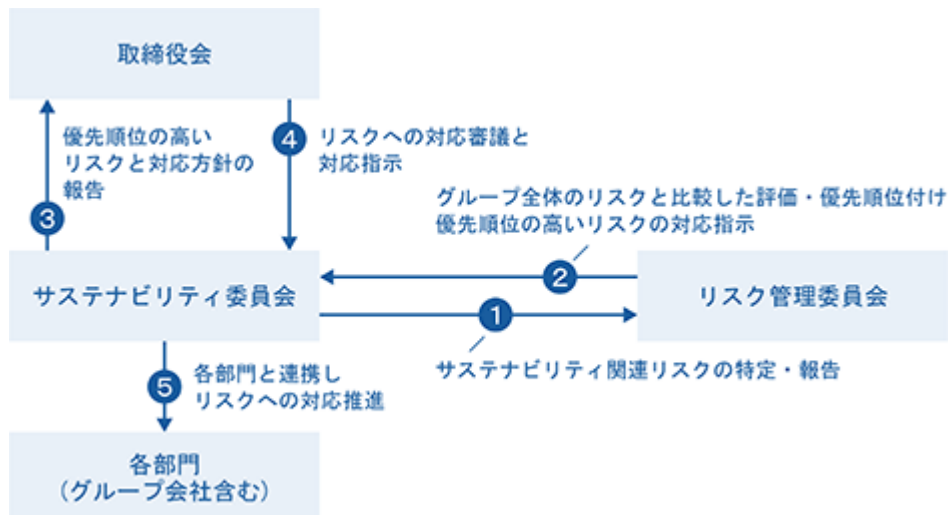 取締役会
優先順位の高い
リスクと対応方針の
報告
3
4
リスクへの対応審議と
対応指示
グループ全体のリスクと比較した評価・優先順位付け
優先順位の高いリスクの対応指示
2
サステナビリティ委員会
リスク管理委員会
1
サステナビリティ関連リスクの特定・報告
5
各部門と連携し
リスクへの対応推進
各部門
(グループ会社含む)